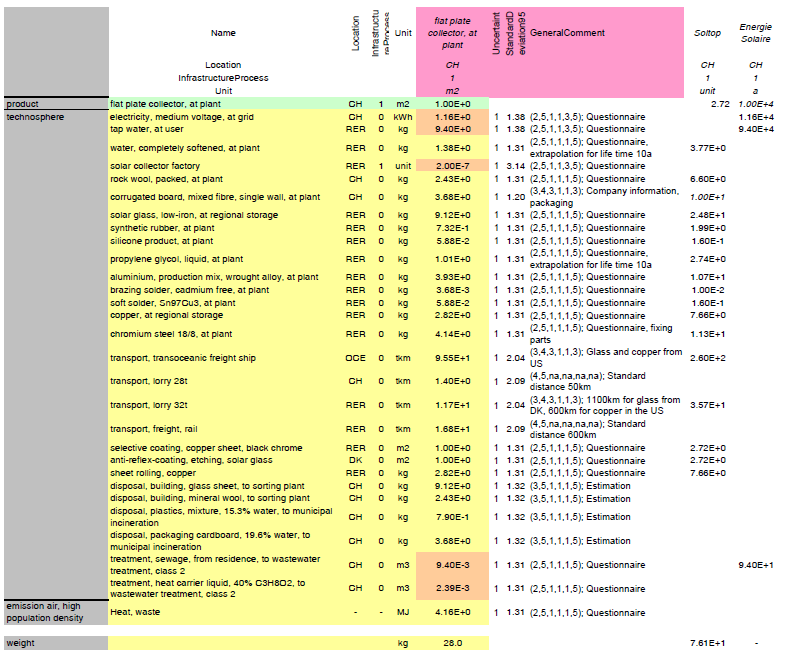 Name Location InfrastructureProcess Unit flat plate collector, at plant Uncertaint StandardDeviation95 GeneralComment Soltop Energie Solaire
Location CH CH CH
InfrastructureProcess 1 1 1
Unit m2 unit a
product flat plate collector, at plant CH 1 m2 1.00E+0 2.72 1.00E+4
technosphere electricity, medium voltage, at grid CH 0 kWh 1.16E+0 1 1.38 (2,5,1,1,3,5); Questionnaire 1.16E+4
tap water, at user RER 0 kg 9.40E+0 1 1.38 (2,5,1,1,3,5); Questionnaire 9.40E+4
water, completely softened, at plant RER 0 kg 1.38E+0 1 1.31 (2,5,1,1,1,5); Questionnaire, extrapolation for life time 10a 3.77E+0
solar collector factory RER 1 unit 2.00E-7 1 3.14 (2,5,1,1,3,5); Questionnaire
rock wool, packed, at plant CH 0 kg 2.43E+0 1 1.31 (2,5,1,1,1,5); Questionnaire 6.60E+0
corrugated board, mixed fibre, single wall, at plant CH 0 kg 3.68E+0 1 1.20 (3,4,3,1,1,3); Company information, packaging 1.00E+1
solar glass, low-iron, at regional storage RER 0 kg 9.12E+0 1 1.31 (2,5,1,1,1,5); Questionnaire 2.48E+1
synthetic rubber, at plant RER 0 kg 7.32E-1 1 1.31 (2,5,1,1,1,5); Questionnaire 1.99E+0
silicone product, at plant RER 0 kg 5.88E-2 1 1.31 (2,5,1,1,1,5); Questionnaire 1.60E-1
propylene glycol, liquid, at plant RER 0 kg 1.01E+0 1 1.31 (2,5,1,1,1,5); Questionnaire, extrapolation for life time 10a 2.74E+0
aluminium, production mix, wrought alloy, at plant RER 0 kg 3.93E+0 1 1.31 (2,5,1,1,1,5); Questionnaire 1.07E+1
brazing solder, cadmium free, at plant RER 0 kg 3.68E-3 1 1.31 (2,5,1,1,1,5); Questionnaire 1.00E-2
soft solder, Sn97Cu3, at plant RER 0 kg 5.88E-2 1 1.31 (2,5,1,1,1,5); Questionnaire 1.60E-1
copper, at regional storage RER 0 kg 2.82E+0 1 1.31 (2,5,1,1,1,5); Questionnaire 7.66E+0
chromium steel 18/8, at plant RER 0 kg 4.14E+0 1 1.31 (2,5,1,1,1,5); Questionnaire, fixing parts 1.13E+1
transport, transoceanic freight ship OCE 0 tkm 9.55E+1 1 2.04 (3,4,3,1,1,3); Glass and copper from US 2.60E+2
transport, lorry 28t CH 0 tkm 1.40E+0 1 2.09 (4,5,na,na,na,na); Standard distance 50km
transport, lorry 32t RER 0 tkm 1.17E+1 1 2.04 (3,4,3,1,1,3); 1100km for glass from DK, 600km for copper in the US 3.57E+1
transport, freight, rail RER 0 tkm 1.68E+1 1 2.09 (4,5,na,na,na,na); Standard distance 600km
selective coating, copper sheet, black chrome RER 0 m2 1.00E+0 1 1.31 (2,5,1,1,1,5); Questionnaire 2.72E+0
anti-reflex-coating, etching, solar glass DK 0 m2 1.00E+0 1 1.31 (2,5,1,1,1,5); Questionnaire 2.72E+0
sheet rolling, copper RER 0 kg 2.82E+0 1 1.31 (2,5,1,1,1,5); Questionnaire 7.66E+0
disposal, building, glass sheet, to sorting plant CH 0 kg 9.12E+0 1 1.32 (3,5,1,1,1,5); Estimation
disposal, building, mineral wool, to sorting plant CH 0 kg 2.43E+0 1 1.32 (3,5,1,1,1,5); Estimation
disposal, plastics, mixture, 15.3% water, to municipal incineration CH 0 kg 7.90E-1 1 1.32 (3,5,1,1,1,5); Estimation
disposal, packaging cardboard, 19.6% water, to municipal incineration CH 0 kg 3.68E+0 1 1.32 (3,5,1,1,1,5); Estimation
treatment, sewage, from residence, to wastewater treatment, class 2 CH 0 m3 9.40E-3 1 1.31 (2,5,1,1,1,5); Questionnaire 9.40E+1
treatment, heat carrier liquid, 40% C3H8O2, to wastewater treatment, class 2 CH 0 m3 2.39E-3 1 1.31 (2,5,1,1,1,5); Questionnaire
emission air, high population density Heat, waste - - MJ 4.16E+0 1 1.31 (2,5,1,1,1,5); Questionnaire
weight kg 28.0 7.61E+1 -